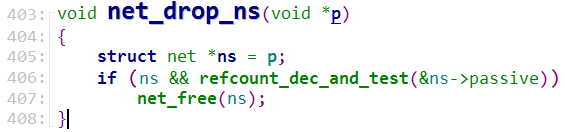 403: void net_drop_ns(void *p)
404: {
405:     struct net *ns = p;
406:     if (ns && refcount_dec_and_test(&ns->passive))
407:         net_free(ns);
408: }